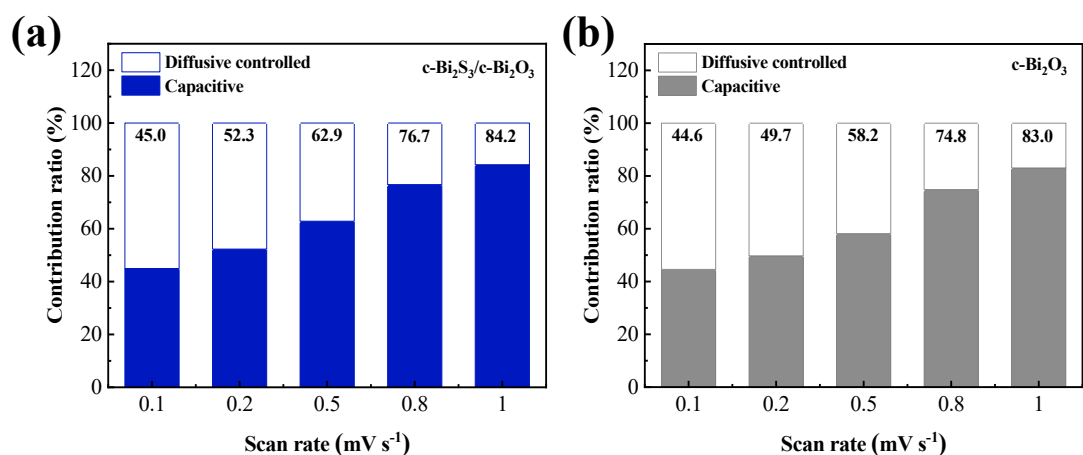 (a)
Diffusive controlled
Capacitive
c-Bi₂S₃/c-Bi₂O₃
45.0 52.3 62.9 76.7 84.2
120
100
80
60
40
20
0
Contribution ratio (%)
0.1 0.2 0.5 0.8 1
Scan rate (mV s⁻¹)
(b)
Diffusive controlled
Capacitive
c-Bi₂O₃
44.6 49.7 58.2 74.8 83.0
120
100
80
60
40
20
0
Contribution ratio (%)
0.1 0.2 0.5 0.8 1
Scan rate (mV s⁻¹)